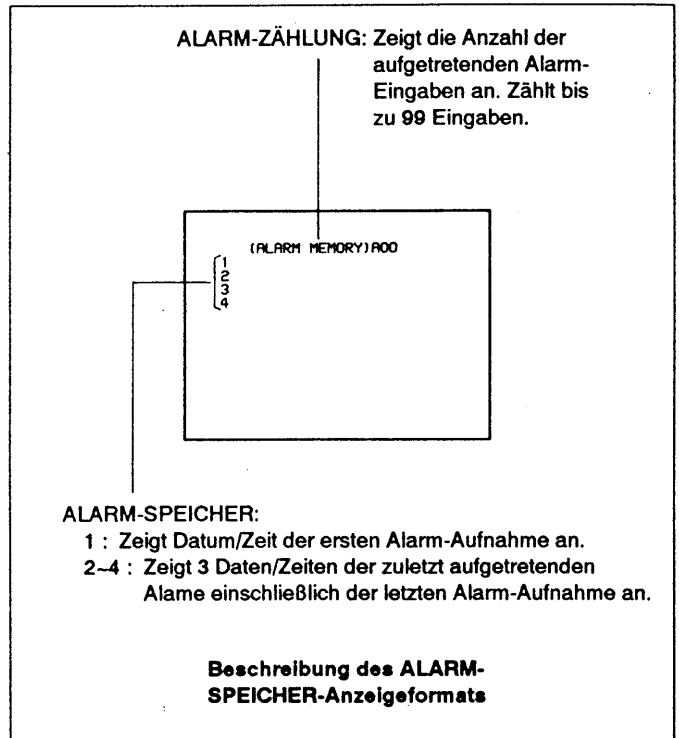 ALARM-ZÄHLUNG: Zeigt die Anzahl der
aufgetretenden Alarm-
Eingaben an. Zählt bis
zu 99 Eingaben.
(ALARM MEMORY)A00
1
2
3
4
ALARM-SPEICHER:
1 : Zeigt Datum/Zeit der ersten Alarm-Aufnahme an.
2~4 : Zeigt 3 Daten/Zeiten der zuletzt aufgetretenden
Alame einschließlich der letzten Alarm-Aufnahme an.
Beschreibung des ALARM-
SPEICHER-Anzeigeformats